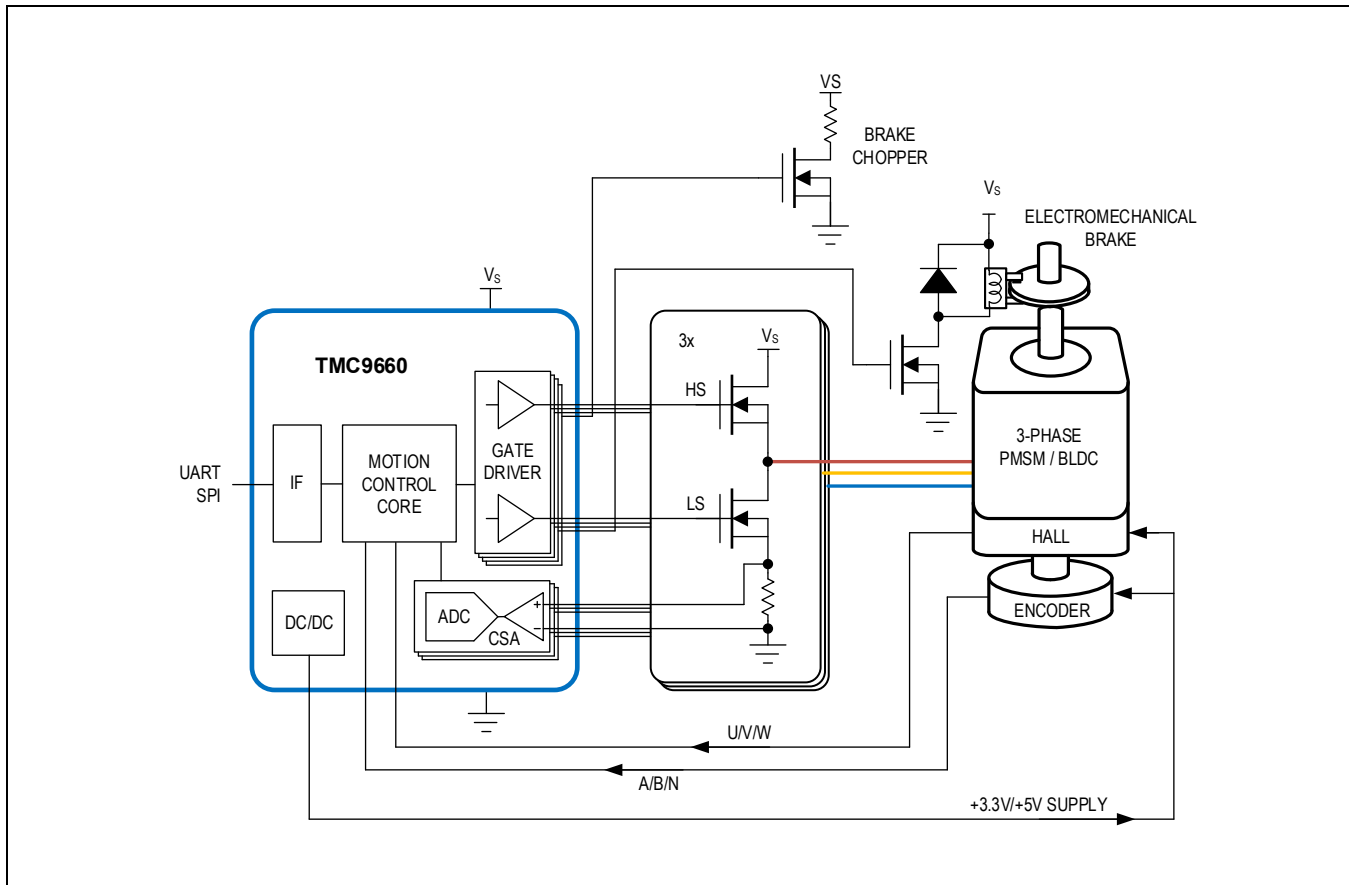 VS
BRAKE
CHOPPER
VS
ELECTROMECHANICAL
BRAKE
VS
TMC9660
3x
VS
HS
GATE
DRIVER
MOTION
CONTROL
CORE
IF
UART
SPI
3-PHASE
PMSM / BLDC
LS
HALL
ADC
CSA
+
−
DC/DC
ENCODER
U/V/W
A/B/N
+3.3V/+5V SUPPLY